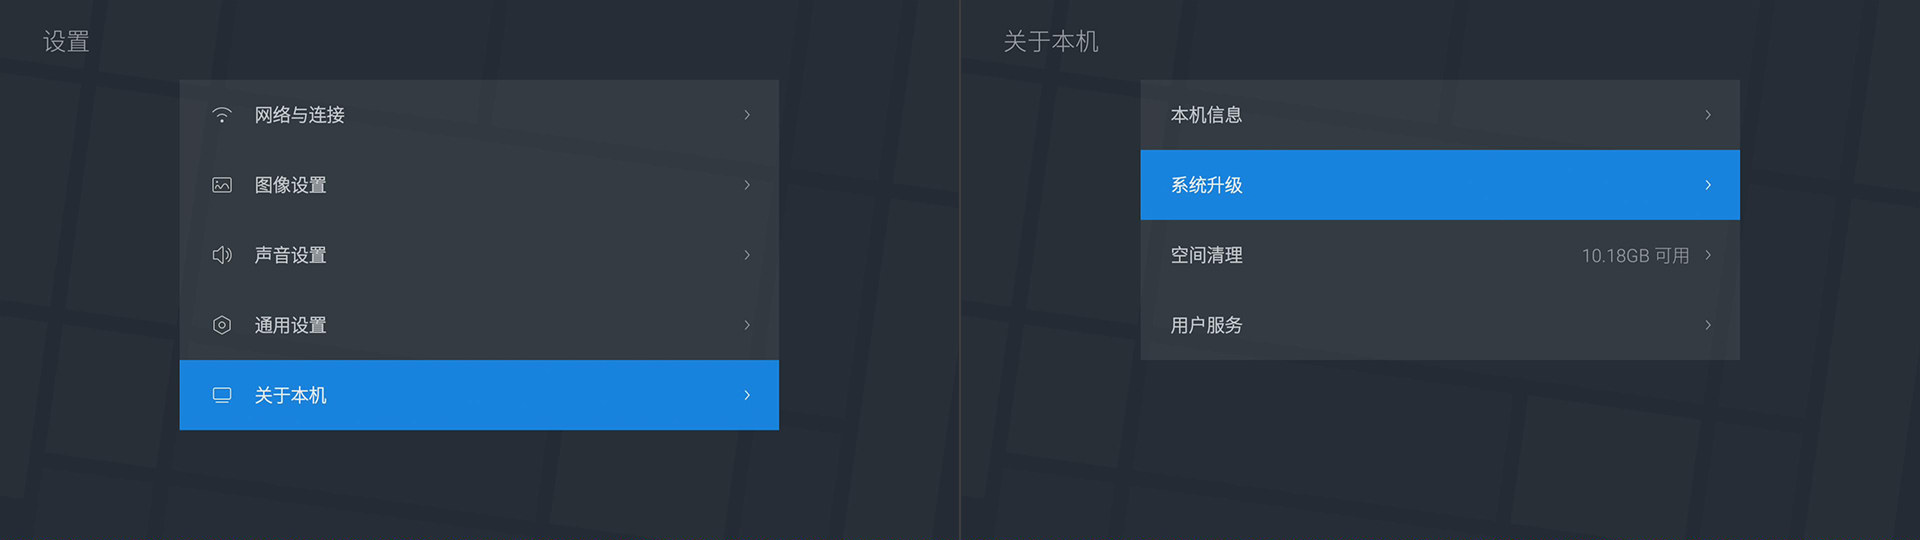 设置
网络与连接
图像设置
声音设置
通用设置
关于本机
关于本机
本机信息
系统升级
空间清理 10.18GB 可用
用户服务